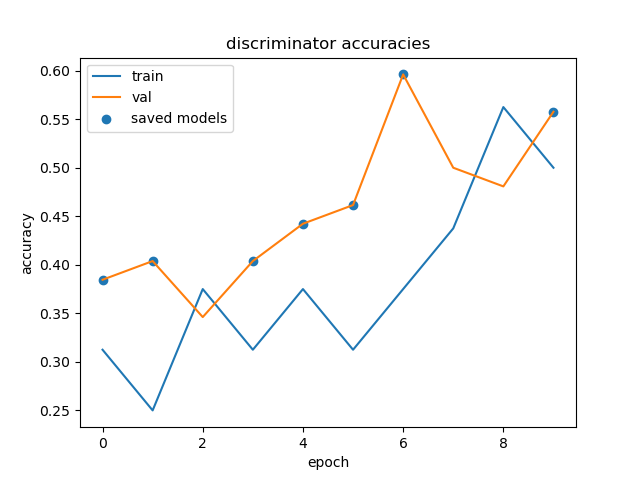 discriminator accuracies
train
val
saved models
0.60
0.55
0.50
0.45
0.40
0.35
0.30
0.25
accuracy
0 2 4 6 8
epoch